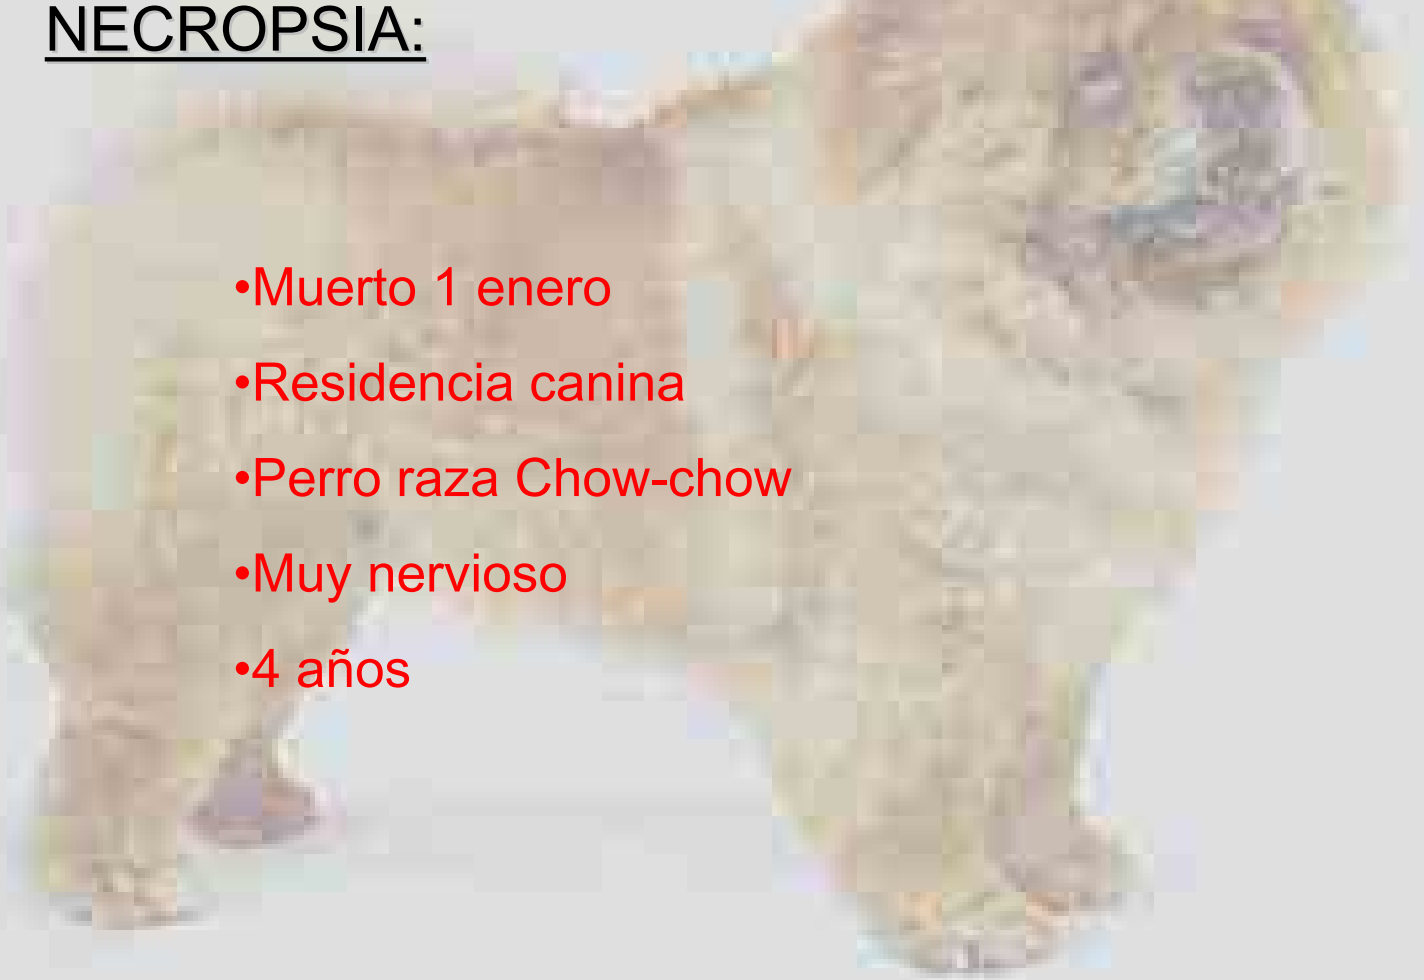 NECROPSIA:
•Muerto 1 enero
•Residencia canina
•Perro raza Chow-chow
•Muy nervioso
•4 años